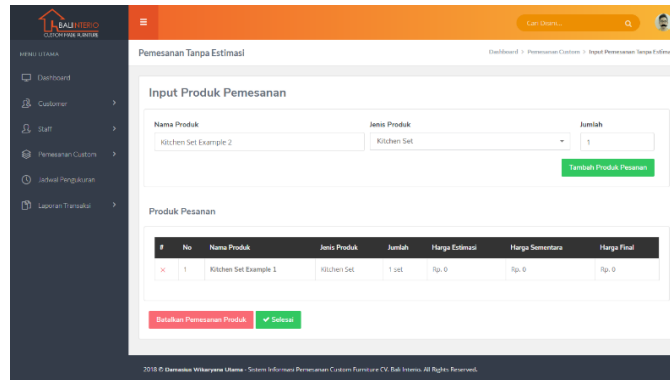 BALIINTERIO
CUSTOM MADE FURNITURE
Cari Order...
MENU UTAMA
Pemesanan Tanpa Estimasi
Dashboard > Pemesanan Custom > Input Pemesanan Tanpa Estima
Dashboard
Customer
Staff
Pemesanan Custom
Jadwal Pengukuran
Laporan Transaksi
Input Produk Pemesanan
Nama Produk Jenis Produk Jumlah
Kitchen Set Example 2 Kitchen Set 1
Tambah Produk Pesanan
Produk Pesanan
# No Nama Produk Jenis Produk Jumlah Harga Estimasi Harga Sementara Harga Final
× 1 Kitchen Set Example 1 Kitchen Set 1 set Rp. 0 Rp. 0 Rp. 0
Batalkan Pemesanan Produk Selesai
2018 © Damasius Wikaryana Utama - Sistem Informasi Pemesanan Custom Furniture CV. Bali Interio. All Rights Reserved.